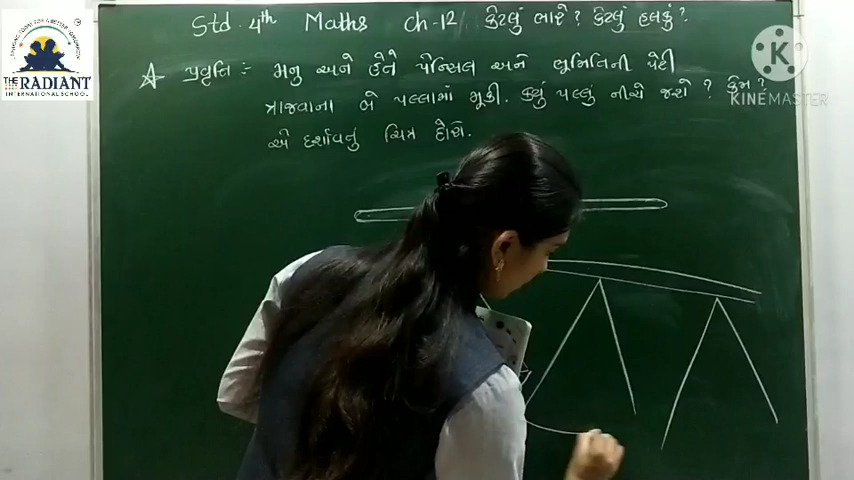 Std. 4th Maths Ch-12 કેટલું ભારે? કેટલું હલકું?
પ્રવૃત્તિ :- મનુ અને હેતે પેન્સિલ અને ભૂમિતિની પેટી
ત્રાજવાના બે પલ્લામાં મૂકી. કયું પલ્લું નીચે જશે? કેમ?
એ દર્શાવતું ચિત્ર દોરો.
THE RADIANT
INTERNATIONAL SCHOOL
KINEMASTER